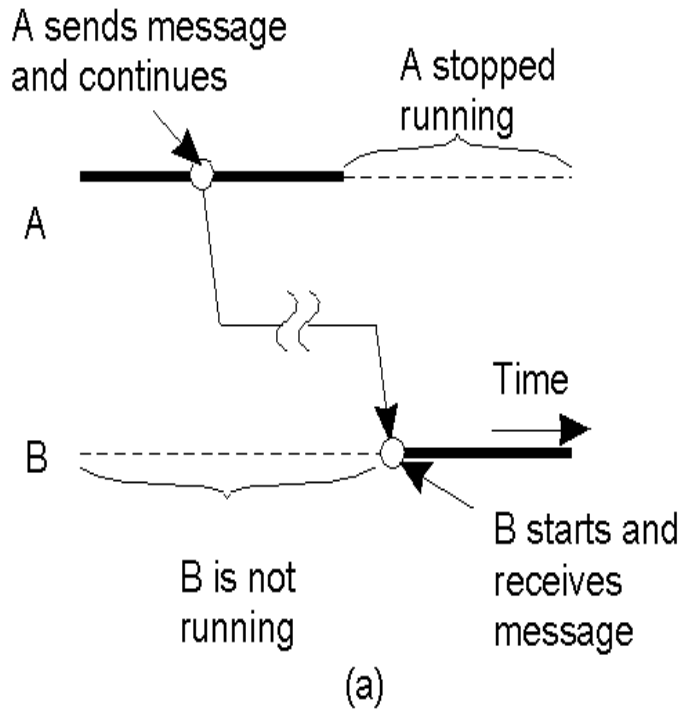 A sends message
and continues
A stopped
running
A
Time
B
B is not
running
B starts and
receives
message
(a)